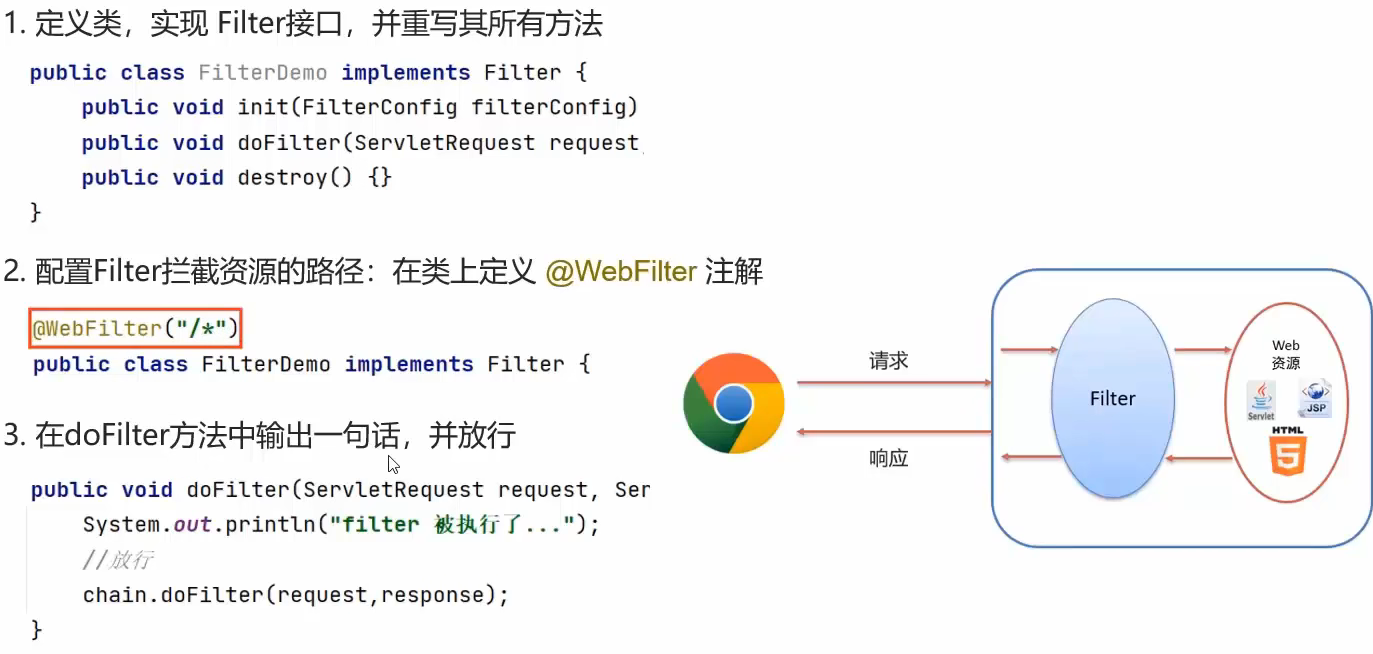 1. 定义类，实现 Filter接口，并重写其所有方法
public class FilterDemo implements Filter {
public void init(FilterConfig filterConfig)
public void doFilter(ServletRequest request
public void destroy() {}
}
2. 配置Filter拦截资源的路径：在类上定义 @WebFilter 注解
@WebFilter("/*")
public class FilterDemo implements Filter {
3. 在doFilter方法中输出一句话，并放行
public void doFilter(ServletRequest request, Ser
System.out.println("filter 被执行了...");
//放行
chain.doFilter(request,response);
}
请求
响应
Filter
Web
资源
Servlet
JSP
HTML
5